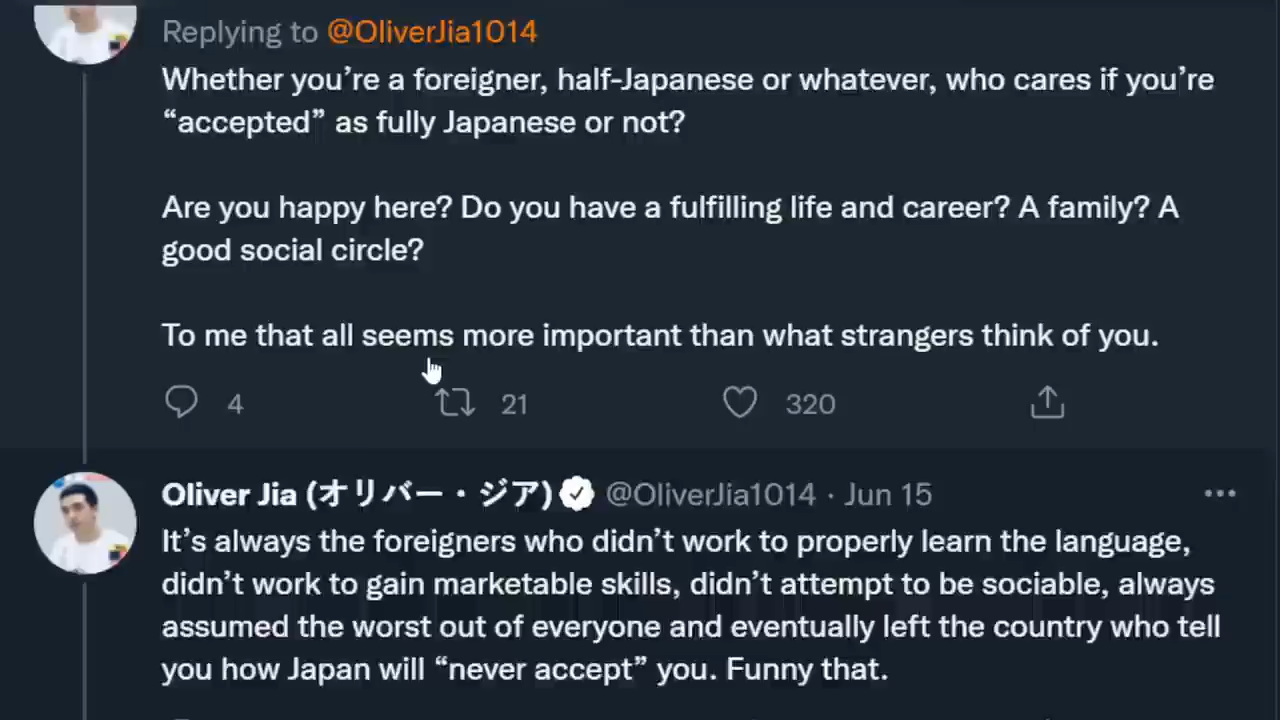 Replying to @OliverJia1014
Whether you’re a foreigner, half-Japanese or whatever, who cares if you’re
“accepted” as fully Japanese or not?
Are you happy here? Do you have a fulfilling life and career? A family? A
good social circle?
To me that all seems more important than what strangers think of you.
4 21 320
Oliver Jia (オリバー・ジア) @OliverJia1014 · Jun 15
It’s always the foreigners who didn’t work to properly learn the language,
didn’t work to gain marketable skills, didn’t attempt to be sociable, always
assumed the worst out of everyone and eventually left the country who tell
you how Japan will “never accept” you. Funny that.